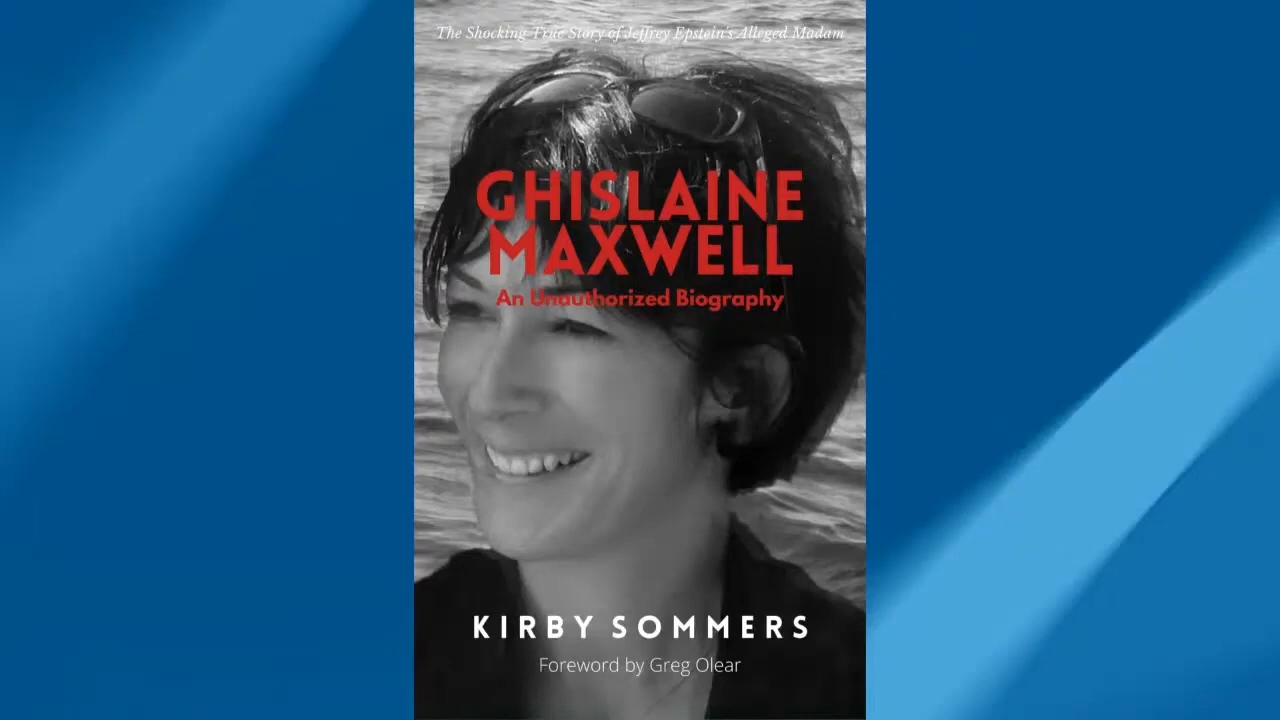 The Shocking True Story of Jeffrey Epstein's Alleged Madam
GHISLAINE
MAXWELL
An Unauthorized Biography
KIRBY SOMMERS
Foreword by Greg Olear